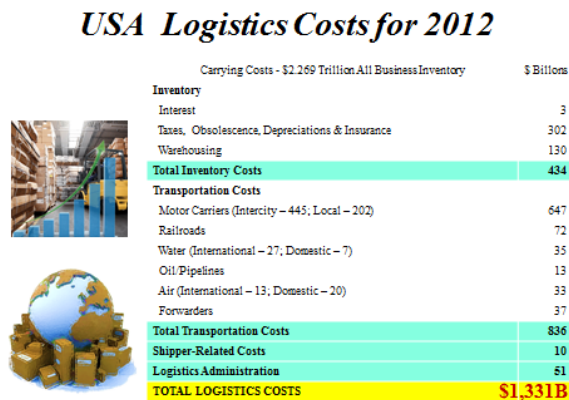 USA Logistics Costs for 2012
Carrying Costs - $2.269 Trillion All Business Inventory $ Billons
Inventory
Interest 3
Taxes, Obsolescence, Depreciations & Insurance 302
Warehousing 130
Total Inventory Costs 434
Transportation Costs
Motor Carriers (Intercity – 445; Local – 202) 647
Railroads 72
Water (International – 27; Domestic – 7) 35
Oil/Pipelines 13
Air (International – 13; Domestic – 20) 33
Forwarders 37
Total Transportation Costs 836
Shipper-Related Costs 10
Logistics Administration 51
TOTAL LOGISTICS COSTS $1,331B